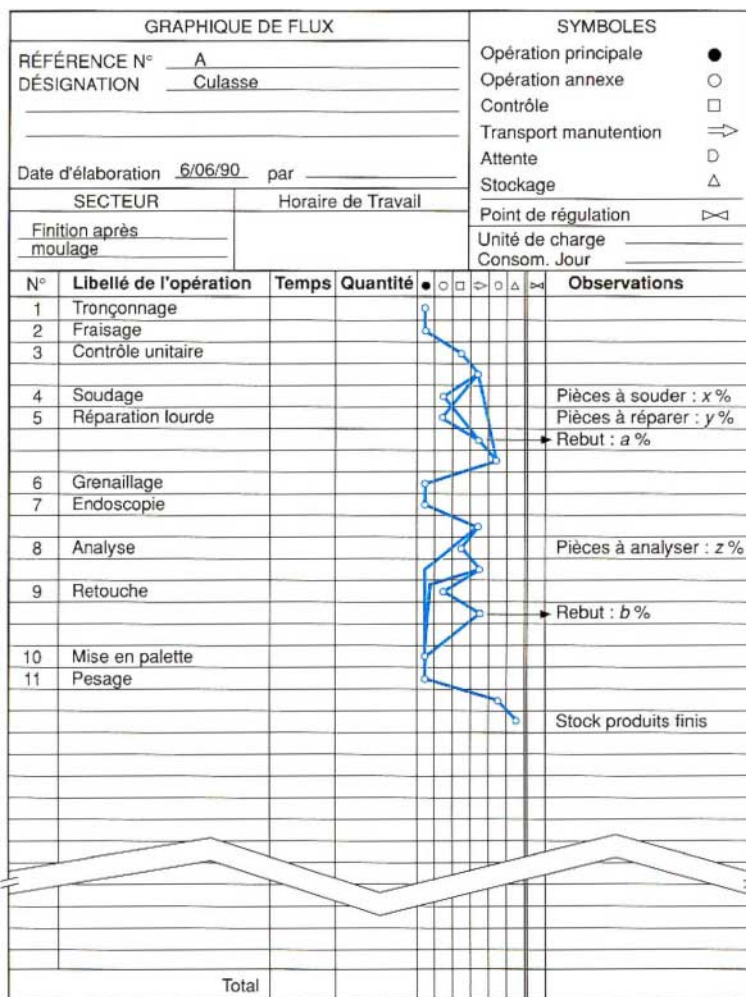 GRAPHIQUE DE FLUX
RÉFÉRENCE N° A
DÉSIGNATION Culasse
Date d'élaboration 6/06/90 par
SECTEUR
Horaire de Travail
Finition après
moulage
SYMBOLES
Opération principale
Opération annexe
Contrôle
Transport manutention
Attente
Stockage
Point de régulation
Unité de charge
Consom. Jour
N° Libellé de l'opération Temps Quantité Observations
1 Tronçonnage
2 Fraisage
3 Contrôle unitaire
4 Soudage Pièces à souder : x %
5 Réparation lourde Pièces à réparer : y %
Rebut : a %
6 Grenaillage
7 Endoscopie
8 Analyse Pièces à analyser : z %
9 Retouche
Rebut : b %
10 Mise en palette
11 Pesage
Stock produits finis
Total